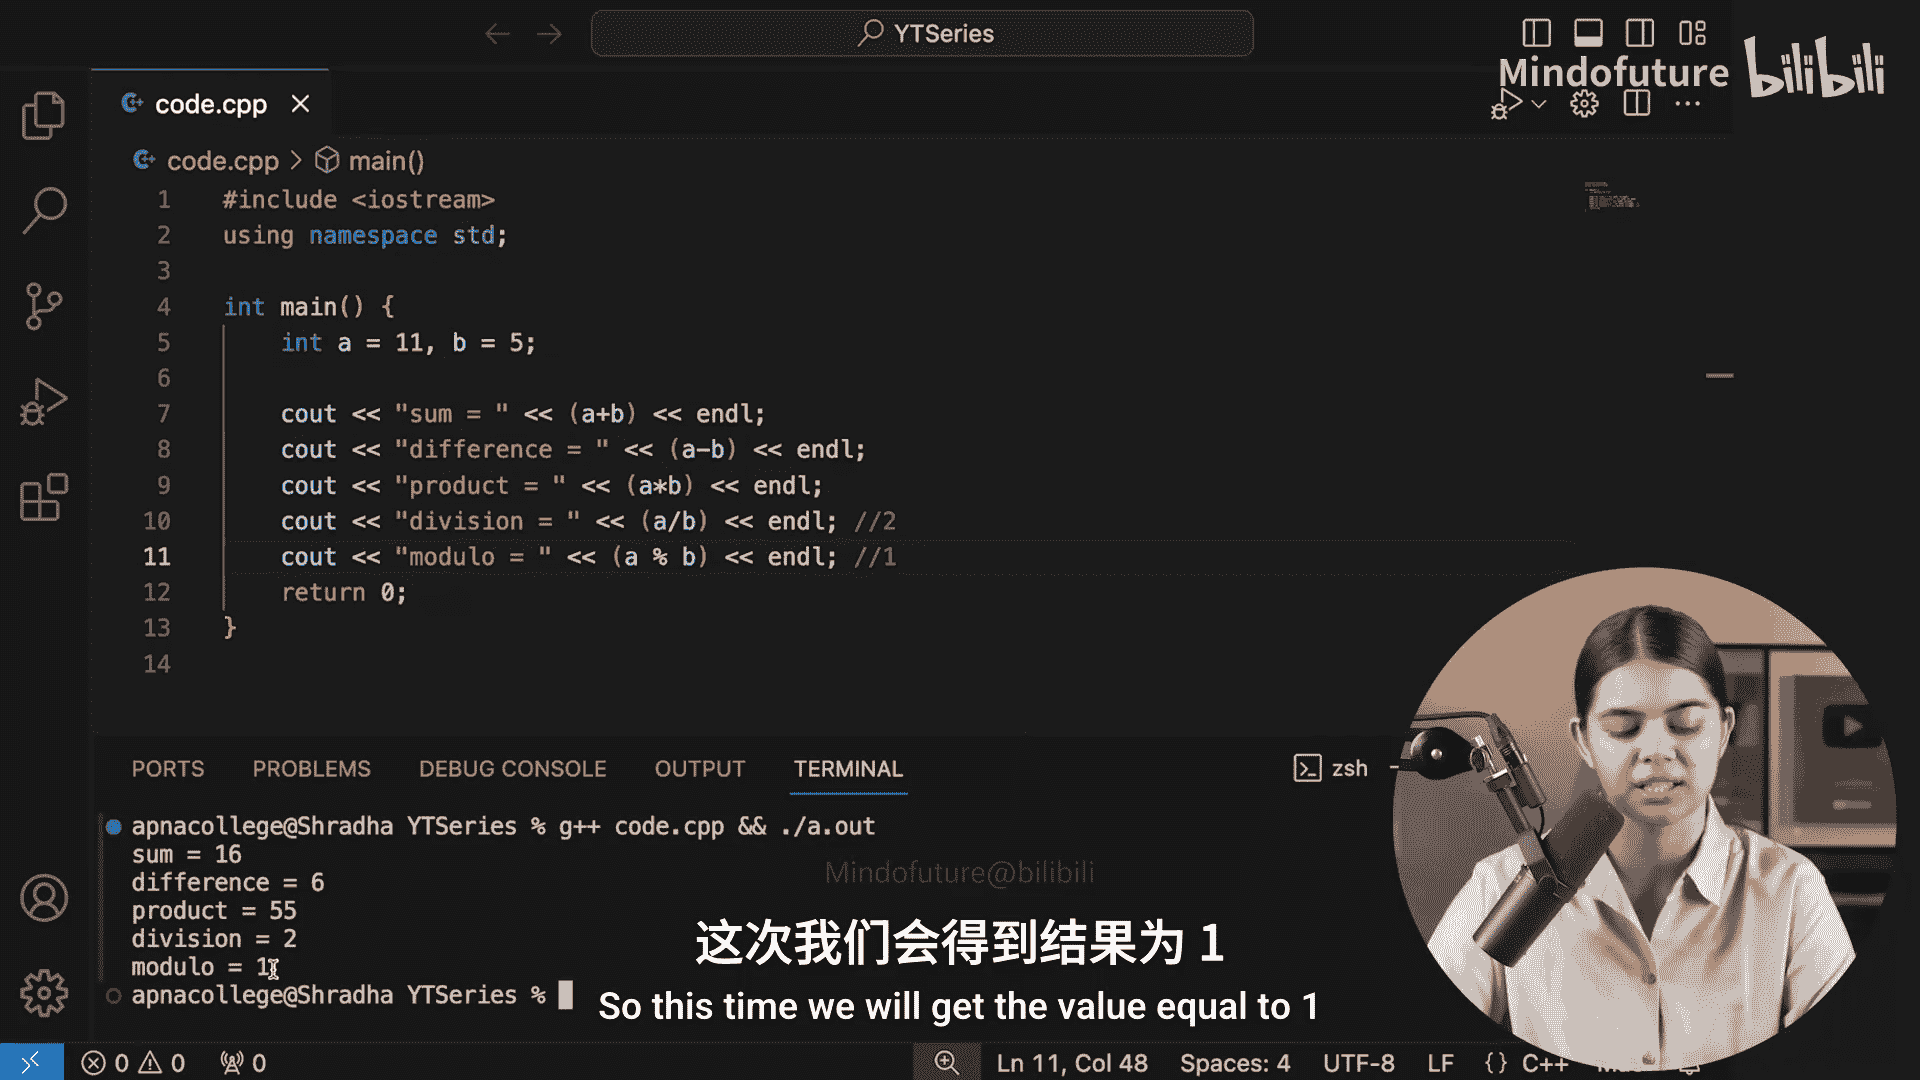 YTSeries
Mindofuture bilibili
code.cpp
code.cpp > main()
1 #include <iostream>
2 using namespace std;
3
4 int main() {
5 int a = 11, b = 5;
6
7 cout << "sum = " << (a+b) << endl;
8 cout << "difference = " << (a-b) << endl;
9 cout << "product = " << (a*b) << endl;
10 cout << "division = " << (a/b) << endl; //2
11 cout << "modulo = " << (a % b) << endl; //1
12 return 0;
13 }
14
PORTS PROBLEMS DEBUG CONSOLE OUTPUT TERMINAL zsh
apnacollege@Shradha YTSeries % g++ code.cpp && ./a.out
sum = 16
difference = 6
product = 55
division = 2
modulo = 1
apnacollege@Shradha YTSeries %
Mindofuture@bilibili
这次我们会得到结果为 1
So this time we will get the value equal to 1
0 0 0 Ln 11, Col 48 Spaces: 4 UTF-8 LF {} C++